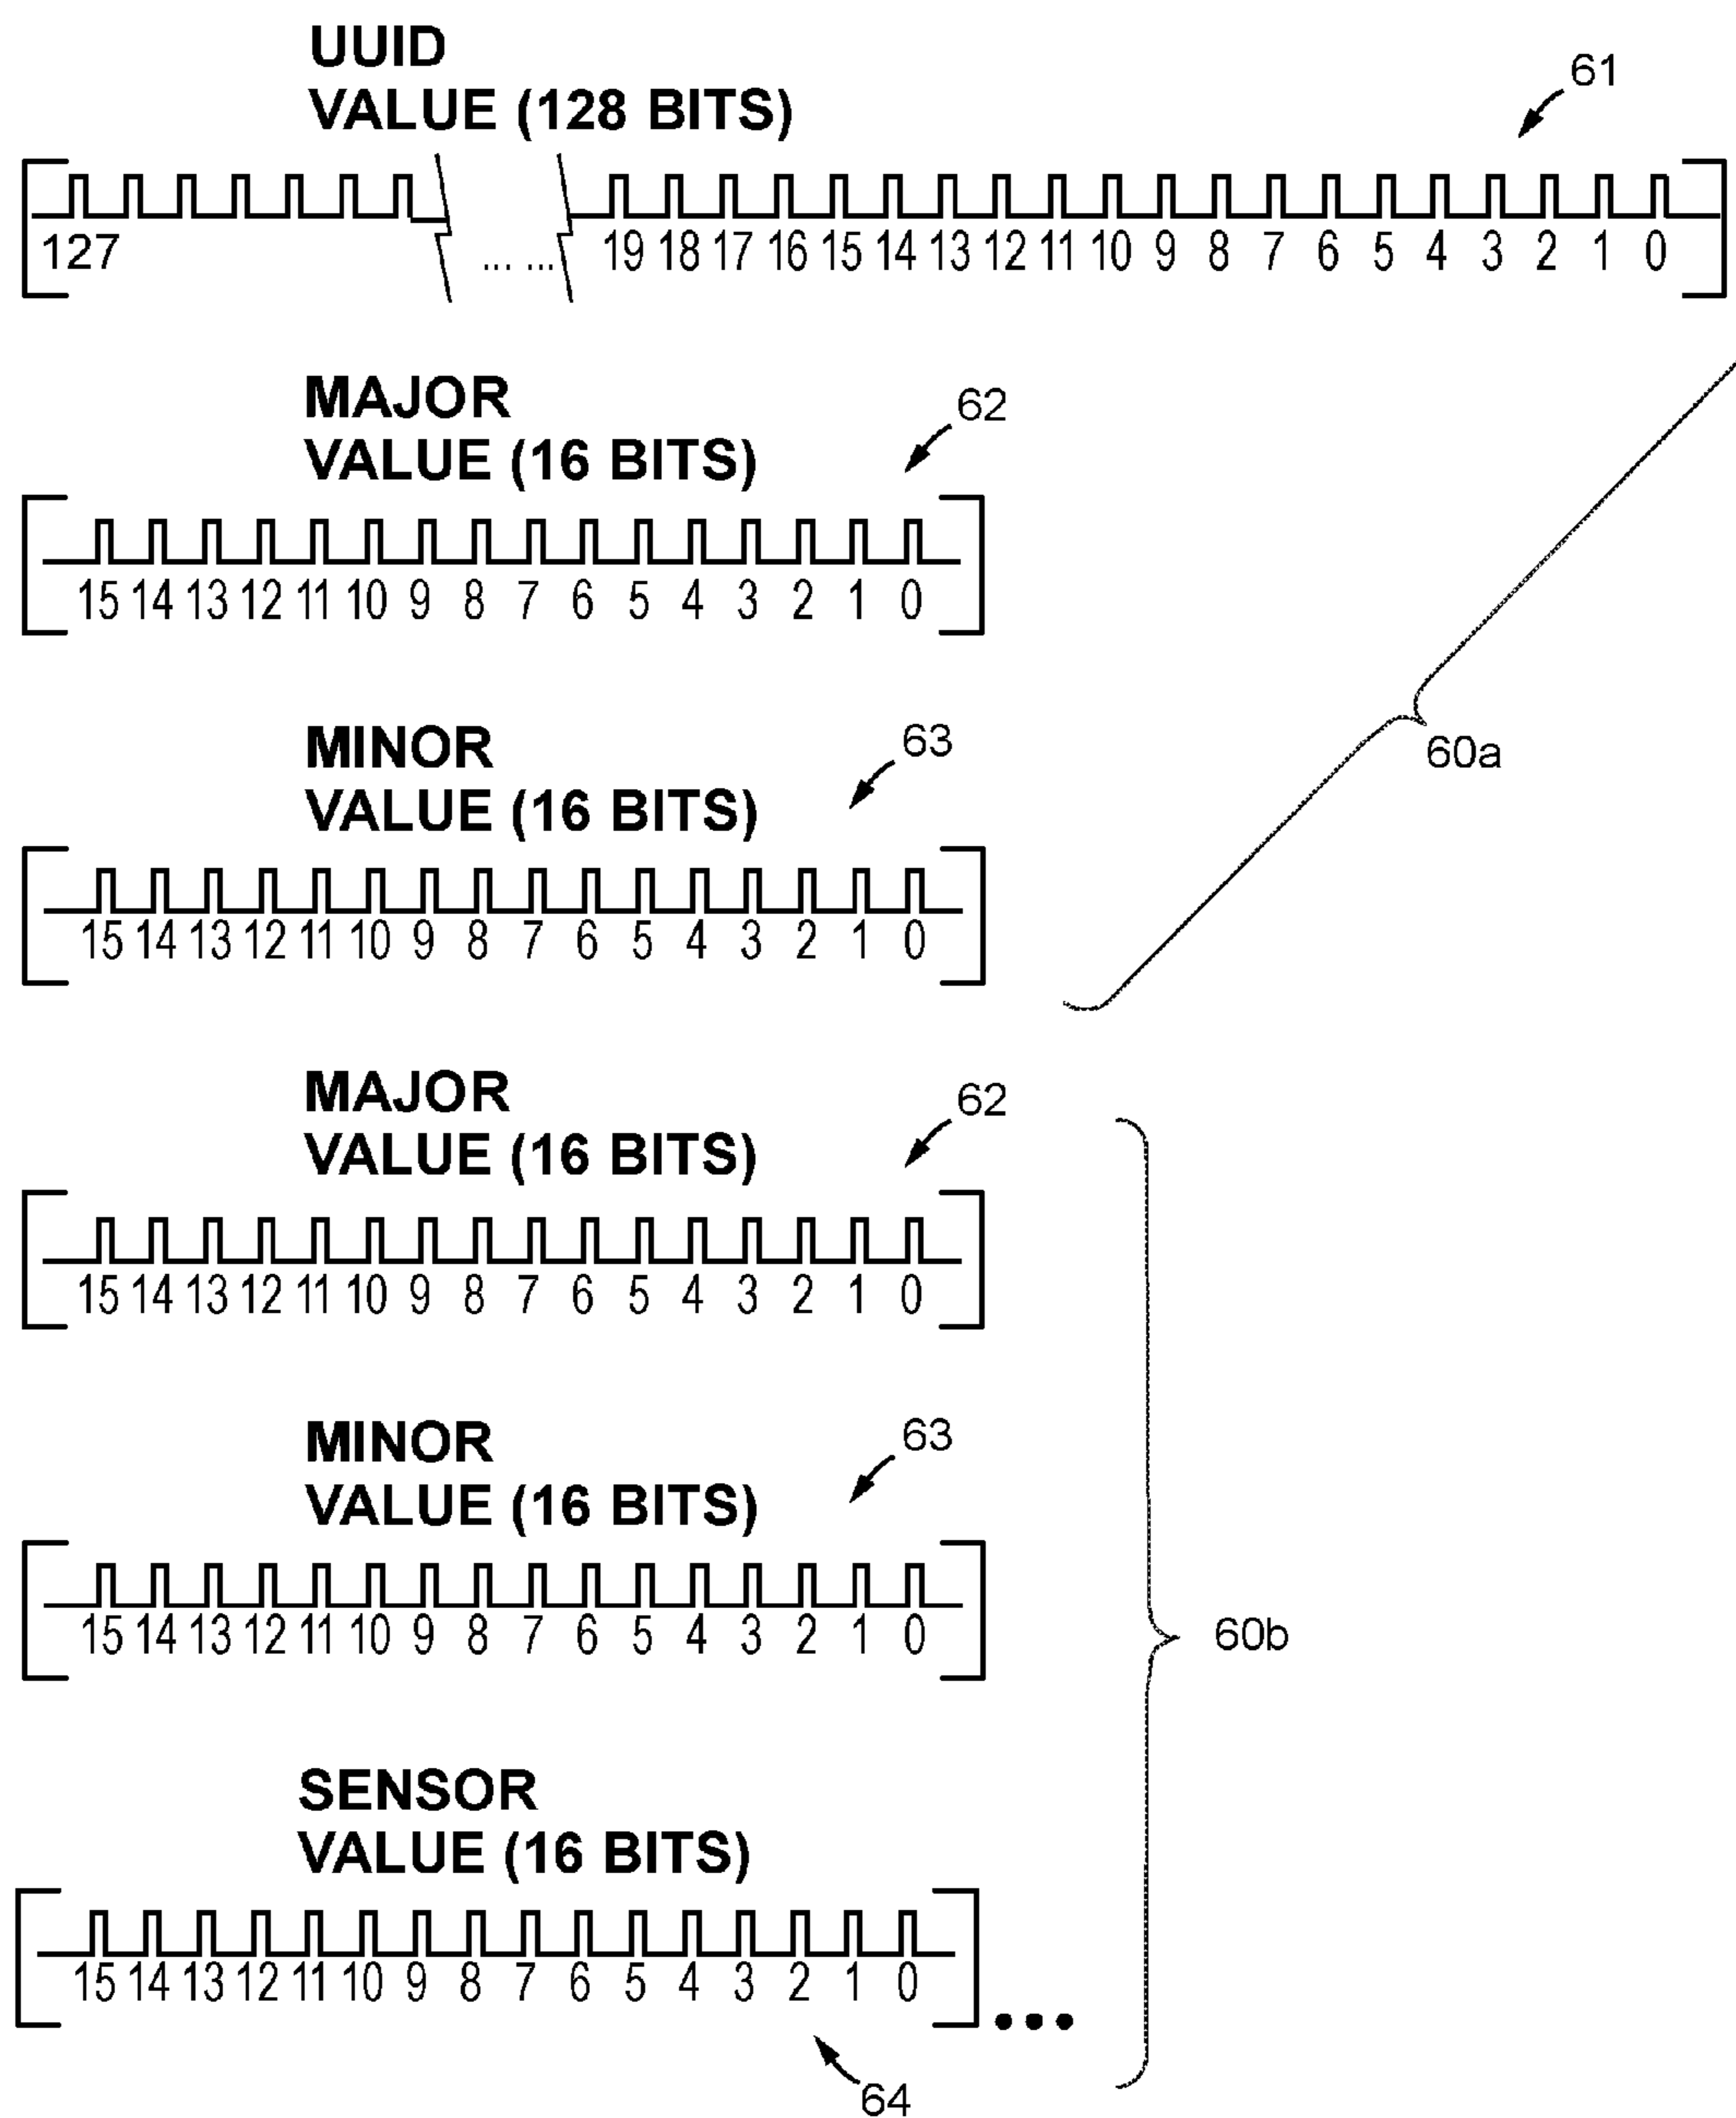 UUID
VALUE (128 BITS)
61
127 ... ... 19 18 17 16 15 14 13 12 11 10 9 8 7 6 5 4 3 2 1 0
MAJOR
VALUE (16 BITS)
62
15 14 13 12 11 10 9 8 7 6 5 4 3 2 1 0
MINOR
VALUE (16 BITS)
63
60a
15 14 13 12 11 10 9 8 7 6 5 4 3 2 1 0
MAJOR
VALUE (16 BITS)
62
15 14 13 12 11 10 9 8 7 6 5 4 3 2 1 0
MINOR
VALUE (16 BITS)
63
15 14 13 12 11 10 9 8 7 6 5 4 3 2 1 0
60b
SENSOR
VALUE (16 BITS)
15 14 13 12 11 10 9 8 7 6 5 4 3 2 1 0
...
64